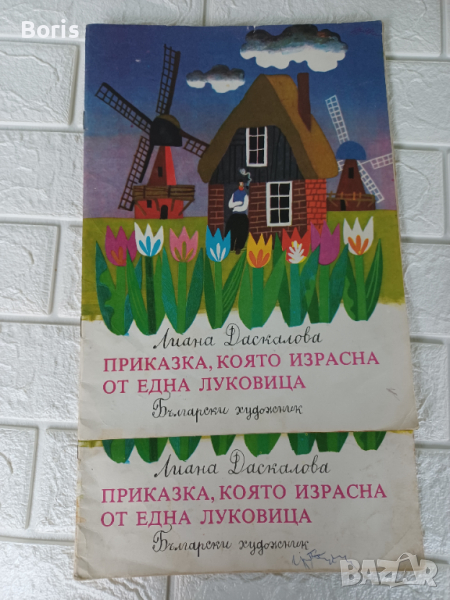 Boris
Лиана Даскалова
ПРИКАЗКА, КОЯТО ИЗРАСНА
ОТ ЕДНА ЛУКОВИЦА
Български художник
Лиана Даскалова
ПРИКАЗКА, КОЯТО ИЗРАСНА
ОТ ЕДНА ЛУКОВИЦА
Български художник
BAZAR